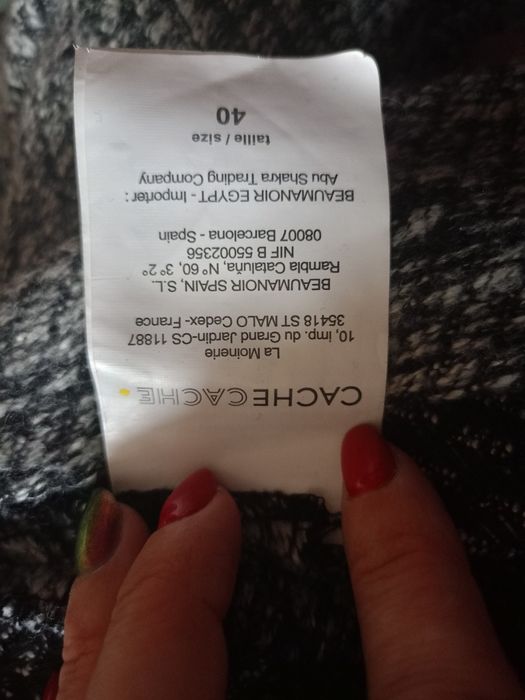 CACHE CACHE
La Moinerie
10, imp. du Grand Jardin-CS 11887
35418 ST MALO Cedex- France
BEAUMANOIR SPAIN, S.L.
Rambla Cataluña, N° 60, 3° 2°
NIF B 55002356
08007 Barcelona - Spain
BEAUMANOIR EGYPT - Importer :
Abu Shakra Trading Company
taille / size
40